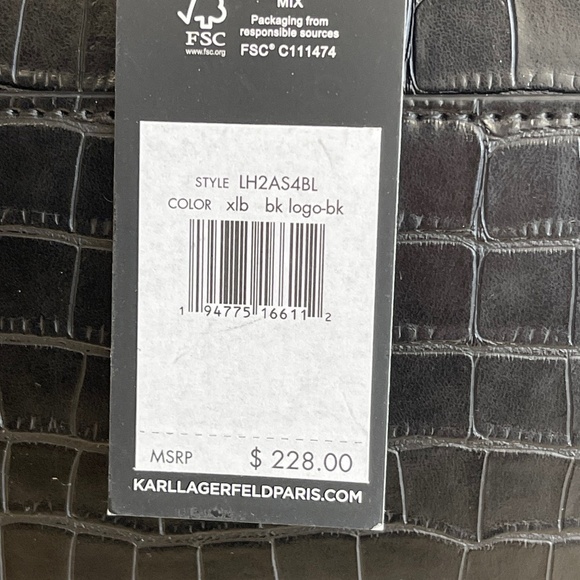 MIX
Packaging from
responsible sources
FSC® C111474
FSC
www.fsc.org
STYLE LH2AS4BL
COLOR xlb bk logo-bk
1 94775 16611 2
MSRP $ 228.00
KARLLAGERFELDPARIS.COM